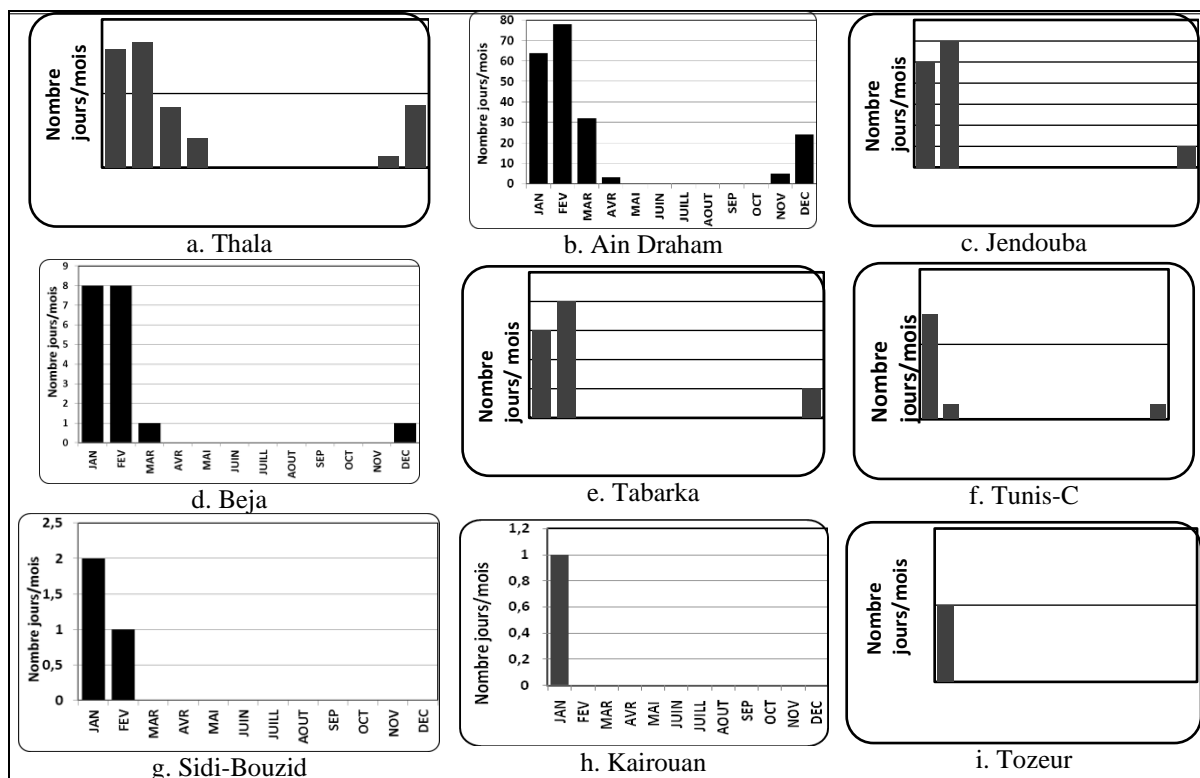 Nombre
jours/mois
a. Thala
Nombre jours/mois
80
70
60
50
40
30
20
10
0
JAN
FEV
MAR
AVR
MAI
JUIN
JUILL
AOUT
SEP
OCT
NOV
DEC
b. Ain Draham
Nombre
jours/mois
c. Jendouba
Nombre jours/mois
9
8
7
6
5
4
3
2
1
0
JAN
FEV
MAR
AVR
MAI
JUIN
JUILL
AOUT
SEP
OCT
NOV
DEC
d. Beja
Nombre
jours/ mois
e. Tabarka
Nombre
jours/mois
f. Tunis-C
Nombre jours/mois
2,5
2
1,5
1
0,5
0
JAN
FEV
MAR
AVR
MAI
JUIN
JUILL
AOUT
SEP
OCT
NOV
DEC
g. Sidi-Bouzid
Nombre jours/mois
1,2
1
0,8
0,6
0,4
0,2
0
JAN
FEV
MAR
AVR
MAI
JUIN
JUILL
AOUT
SEP
OCT
NOV
DEC
h. Kairouan
Nombre
jours/mois
i. Tozeur